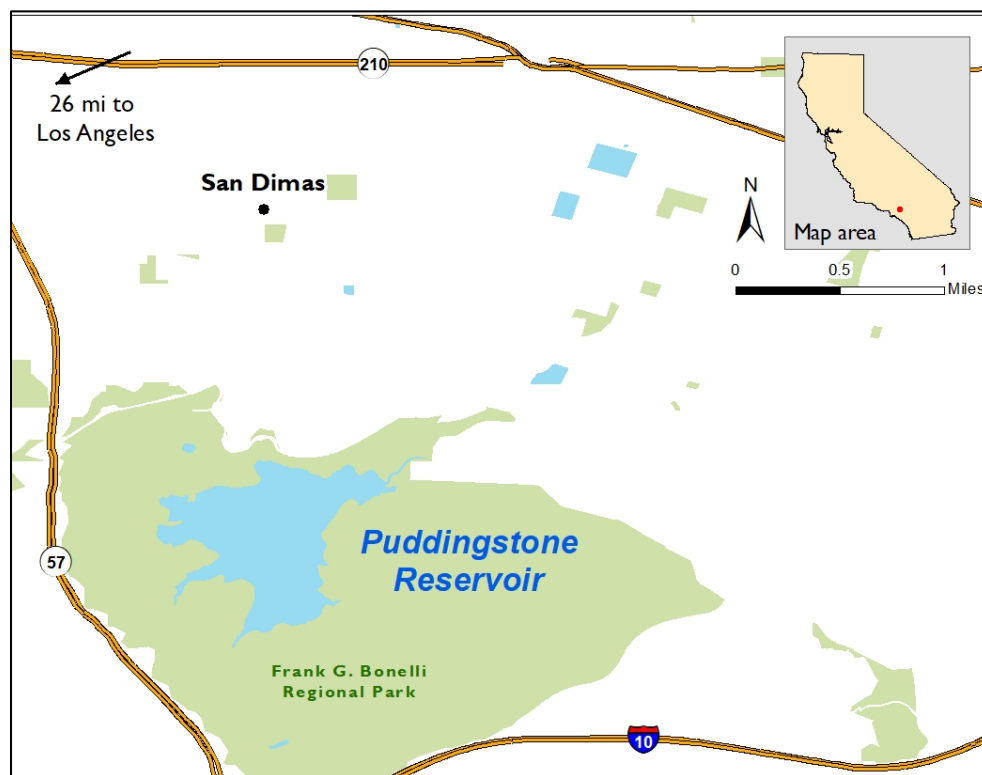 210
26 mi to
Los Angeles
San Dimas
N
Map area
0 0.5 1
Miles
Puddingstone
Reservoir
57
Frank G. Bonelli
Regional Park
10